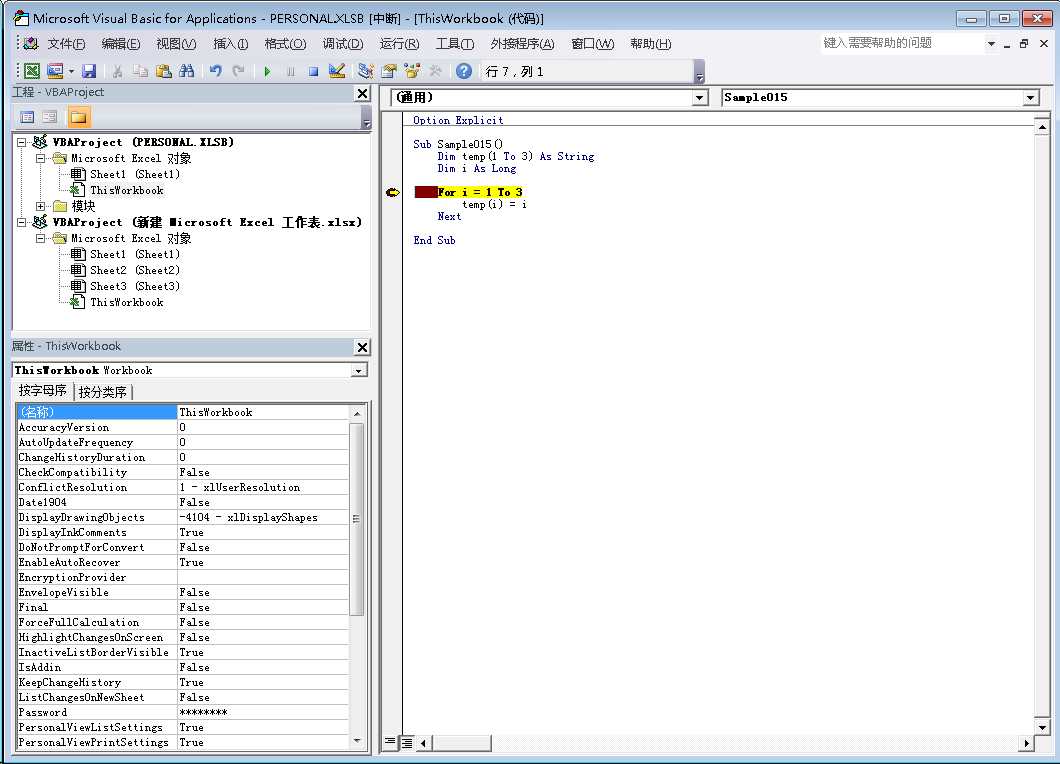 Microsoft Visual Basic for Applications - PERSONAL.XLSB [中断] - [ThisWorkbook (代码)]
文件(F) 编辑(E) 视图(V) 插入(I) 格式(O) 调试(D) 运行(R) 工具(T) 外接程序(A) 窗口(W) 帮助(H) 键入需要帮助的问题
行 7 , 列 1
工程 - VBAProject
VBAProject (PERSONAL.XLSB)
Microsoft Excel 对象
Sheet1 (Sheet1)
ThisWorkbook
模块
VBAProject (新建 Microsoft Excel 工作表.xlsx)
Microsoft Excel 对象
Sheet1 (Sheet1)
Sheet2 (Sheet2)
Sheet3 (Sheet3)
ThisWorkbook
属性 - ThisWorkbook
ThisWorkbook Workbook
按字母序 按分类序
(名称) ThisWorkbook
AccuracyVersion 0
AutoUpdateFrequency 0
ChangeHistoryDuration 0
CheckCompatibility False
ConflictResolution 1 - xlUserResolution
Date1904 False
DisplayDrawingObjects -4104 - xlDisplayShapes
DisplayInkComments True
DoNotPromptForConvert False
EnableAutoRecover True
EncryptionProvider
EnvelopeVisible False
Final False
ForceFullCalculation False
HighlightChangesOnScreen False
InactiveListBorderVisible True
IsAddin False
KeepChangeHistory True
ListChangesOnNewSheet False
Password ********
PersonalViewListSettings True
PersonalViewPrintSettings True
(通用) Sample015
Option Explicit
Sub Sample015()
Dim temp(1 To 3) As String
Dim i As Long
For i = 1 To 3
temp(i) = i
Next
End Sub